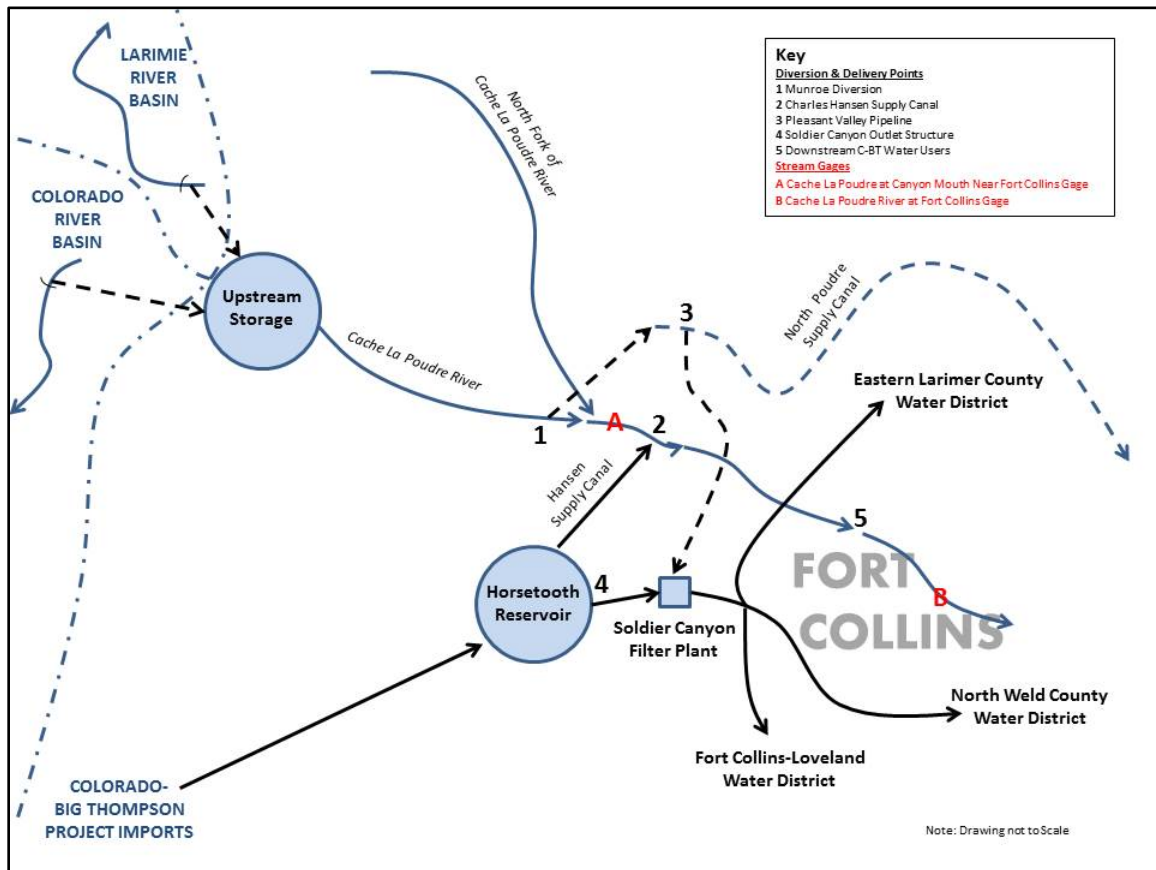 LARIMIE
RIVER
BASIN
North Fork of
Cache La Poudre River
Key
Diversion & Delivery Points
1 Munroe Diversion
2 Charles Hansen Supply Canal
3 Pleasant Valley Pipeline
4 Soldier Canyon Outlet Structure
5 Downstream C-BT Water Users
Stream Gages
A Cache La Poudre at Canyon Mouth Near Fort Collins Gage
B Cache La Poudre River at Fort Collins Gage
COLORADO
RIVER
BASIN
Upstream
Storage
Cache La Poudre River
3
North Poudre
Supply Canal
Eastern Larimer County
Water District
1
A
2
Hansen
Supply Canal
5
Horsetooth
Reservoir
4
Soldier Canyon
Filter Plant
FORT
COLLINS
B
North Weld County
Water District
Fort Collins-Loveland
Water District
COLORADO-
BIG THOMPSON
PROJECT IMPORTS
Note: Drawing not to Scale